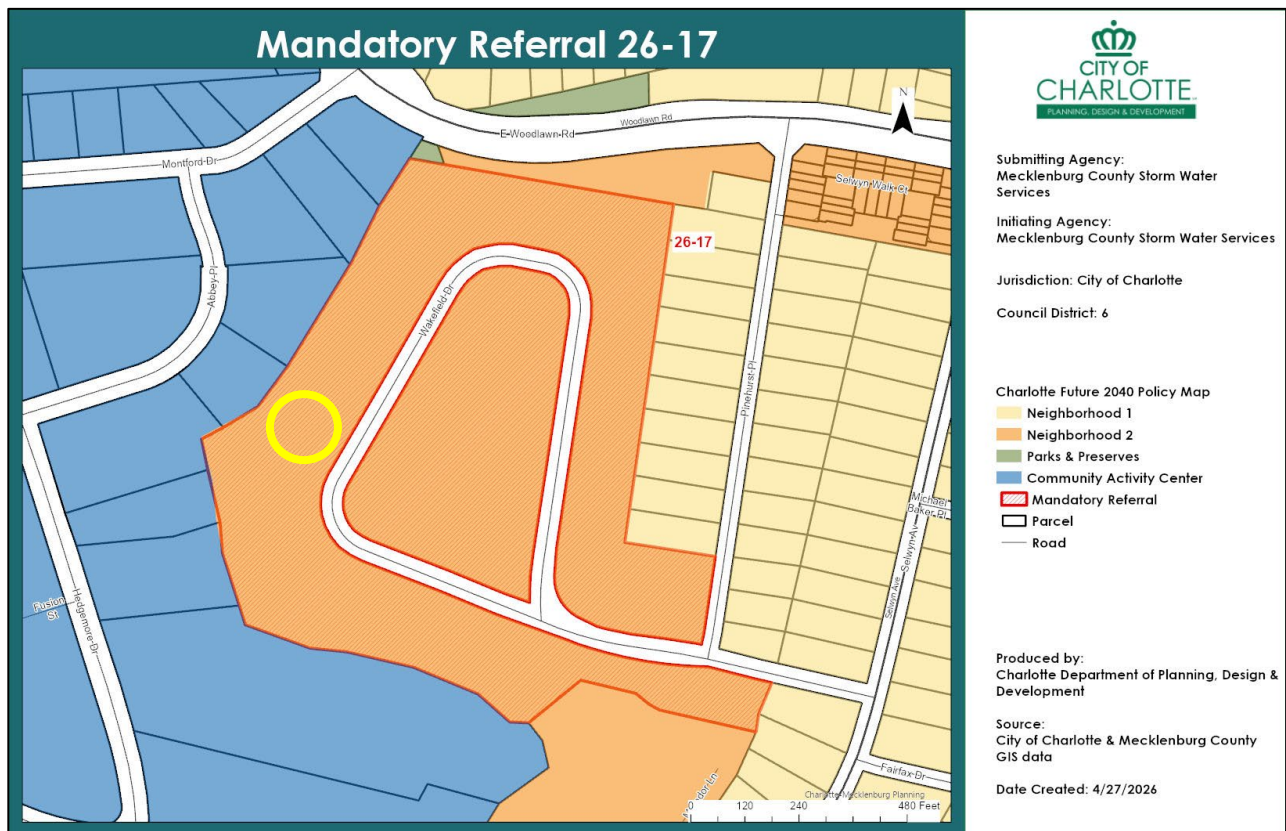 Mandatory Referral 26-17
Woodlawn Rd
E Woodlawn Rd
N
Montford Dr
Selwyn Walk Ct
26-17
Abbey Pl
Wakefield Dr
Pinehurst Pl
Michael
Baker Pl
Selwyn Av
Selwyn Ave
Fusion
St
Hedgemore Dr
Fairfax Dr
Charlotte-Mecklenburg Planning
0 120 240 480 Feet
CITY OF
CHARLOTTE
PLANNING, DESIGN & DEVELOPMENT
Submitting Agency:
Mecklenburg County Storm Water
Services
Initiating Agency:
Mecklenburg County Storm Water Services
Jurisdiction: City of Charlotte
Council District: 6
Charlotte Future 2040 Policy Map
Neighborhood 1
Neighborhood 2
Parks & Preserves
Community Activity Center
Mandatory Referral
Parcel
Road
Produced by:
Charlotte Department of Planning, Design &
Development
Source:
City of Charlotte & Mecklenburg County
GIS data
Date Created: 4/27/2026